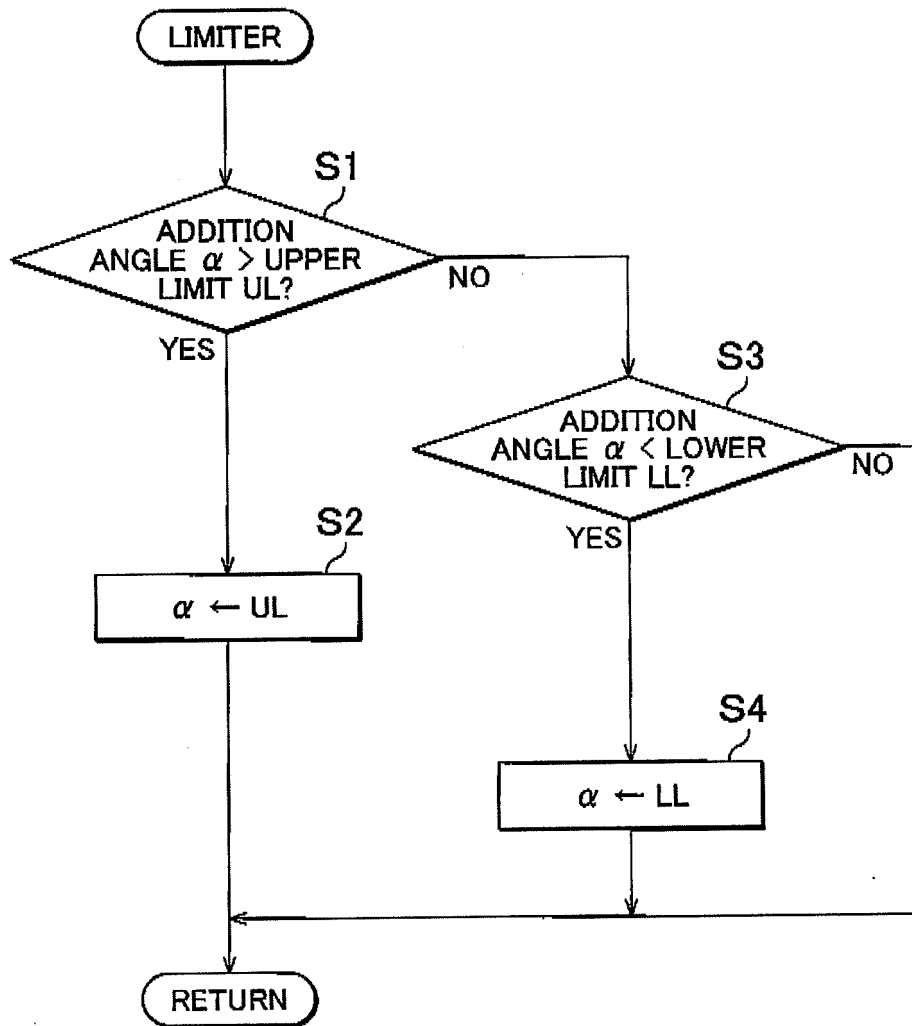 LIMITER
S1
ADDITION
ANGLE α > UPPER
LIMIT UL?
NO
YES
S3
ADDITION
ANGLE α < LOWER
LIMIT LL?
NO
YES
S2
α ← UL
S4
α ← LL
RETURN